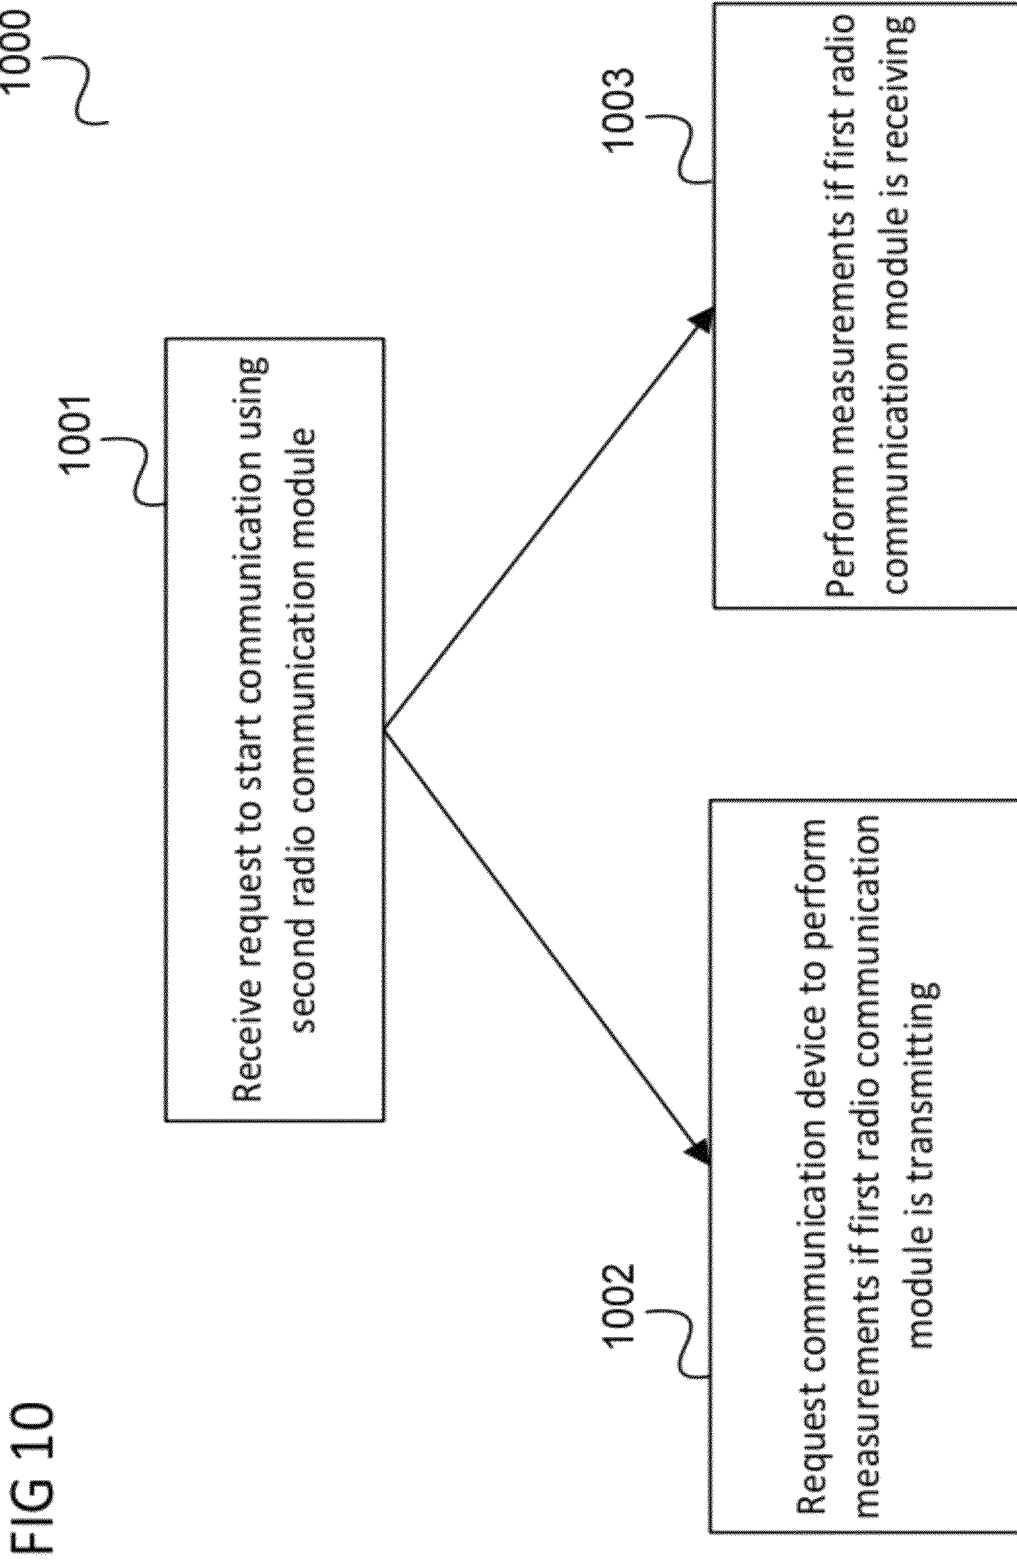 FIG 10
1000
1001
Receive request to start communication using
second radio communication module
1002
Request communication device to perform
measurements if first radio communication
module is transmitting
1003
Perform measurements if first radio
communication module is receiving